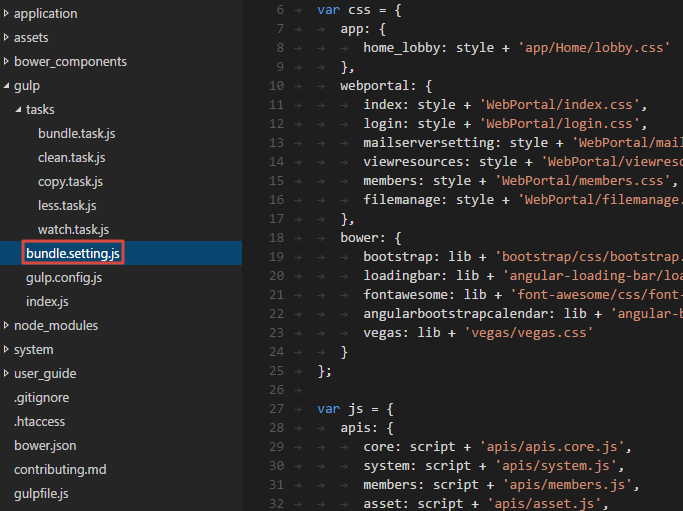 application
assets
bower_components
gulp
tasks
bundle.task.js
clean.task.js
copy.task.js
less.task.js
watch.task.js
bundle.setting.js
gulp.config.js
index.js
node_modules
system
user_guide
.gitignore
.htaccess
bower.json
contributing.md
gulpfile.js
6 var css = {
7 app: {
8 home_lobby: style + 'app/Home/lobby.css'
9 },
10 webportal: {
11 index: style + 'WebPortal/index.css',
12 login: style + 'WebPortal/login.css',
13 mailserversetting: style + 'WebPortal/mail
14 viewresources: style + 'WebPortal/viewreso
15 members: style + 'WebPortal/members.css',
16 filemanage: style + 'WebPortal/filemanage.
17 },
18 bower: {
19 bootstrap: lib + 'bootstrap/css/bootstrap.
20 loadingbar: lib + 'angular-loading-bar/loa
21 fontawesome: lib + 'font-awesome/css/font-
22 angularbootstrapcalendar: lib + 'angular-b
23 vegas: lib + 'vegas/vegas.css'
24 }
25 };
26
27 var js = {
28 apis: {
29 core: script + 'apis/apis.core.js',
30 system: script + 'apis/system.js',
31 members: script + 'apis/members.js',
32 asset: script + 'apis/asset.js',